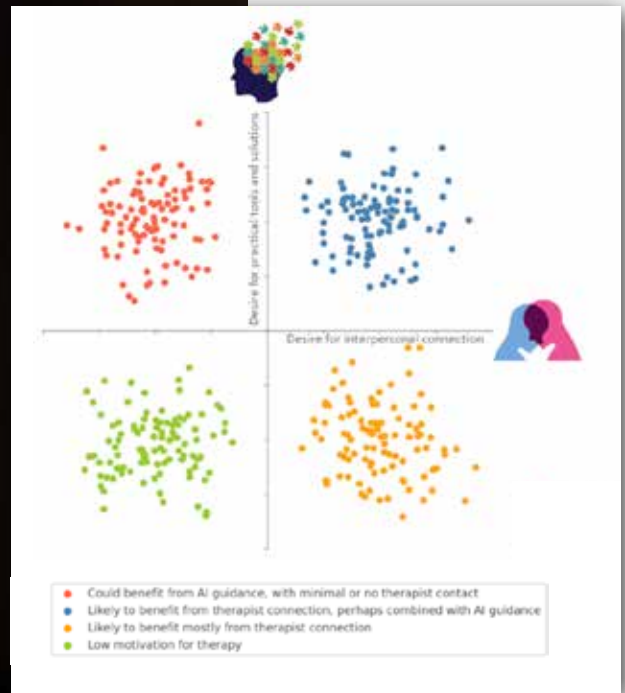 Desire for practical tools and solutions
Desire for interpersonal connection
Could benefit from AI guidance, with minimal or no therapist contact
Likely to benefit from therapist connection, perhaps combined with AI guidance
Likely to benefit mostly from therapist connection
Low motivation for therapy